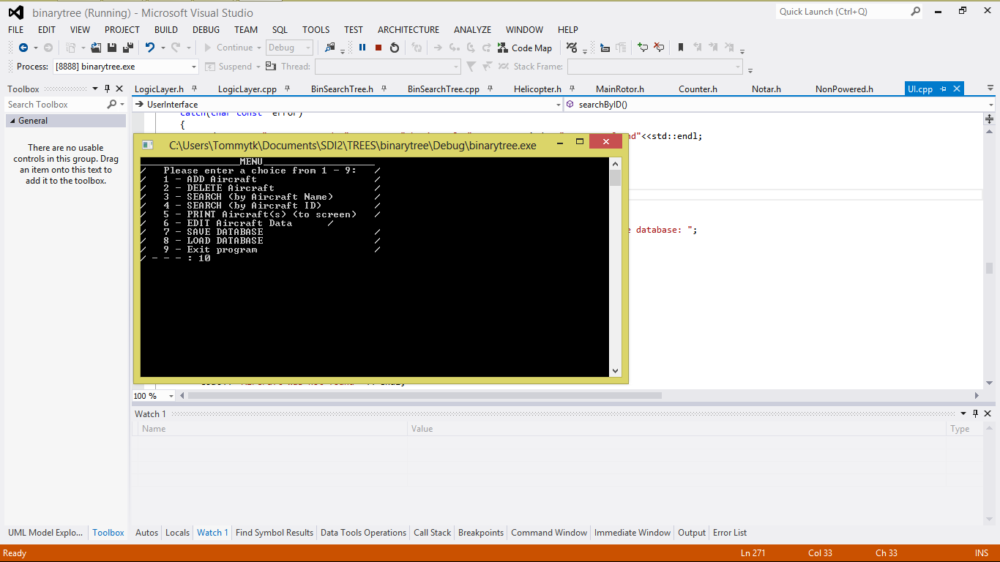 binarytree (Running) - Microsoft Visual Studio
Quick Launch (Ctrl+Q)
FILE EDIT VIEW PROJECT BUILD DEBUG TEAM SQL TOOLS TEST ARCHITECTURE ANALYZE WINDOW HELP
Continue Debug Code Map
Process: [8888] binarytree.exe Suspend Thread: Stack Frame:
Toolbox
LogicLayer.h LogicLayer.cpp BinSearchTree.h BinSearchTree.cpp Helicopter.h MainRotor.h Counter.h Notar.h NonPowered.h UI.cpp
Search Toolbox
UserInterface searchByID()
General
There are no usable
controls in this group. Drag
an item onto this text to
add it to the toolbox.
catch(char const* error)
{
nd"<<std::endl;
e database: ";
C:\Users\Tommytk\Documents\SDI2\TREES\binarytree\Debug\binarytree.exe
_________________MENU___________________
/ Please enter a choice from 1 - 9: /
/ 1 - ADD Aircraft /
/ 2 - DELETE Aircraft /
/ 3 - SEARCH (by Aircraft Name) /
/ 4 - SEARCH (by Aircraft ID) /
/ 5 - PRINT Aircraft(s) (to screen) /
/ 6 - EDIT Aircraft Data /
/ 7 - SAVE DATABASE /
/ 8 - LOAD DATABASE /
/ 9 - Exit program /
/ - - - : 10
100 %
Watch 1
Name Value Type
UML Model Explo... Toolbox Autos Locals Watch 1 Find Symbol Results Data Tools Operations Call Stack Breakpoints Command Window Immediate Window Output Error List
Ready Ln 271 Col 33 Ch 33 INS